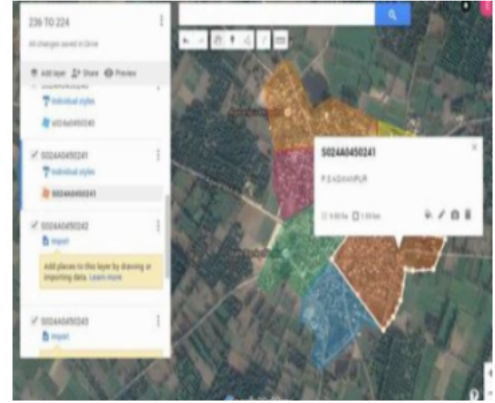 236 TO 224
All changes saved in Drive
Add layer Share Preview
Individual styles
S024A0450240
S024A0450241
Individual styles
S024A0450241
S024A0450242
Import
Add places to this layer by drawing or
importing data. Learn more
S024A0450243
Import
S024A0450241